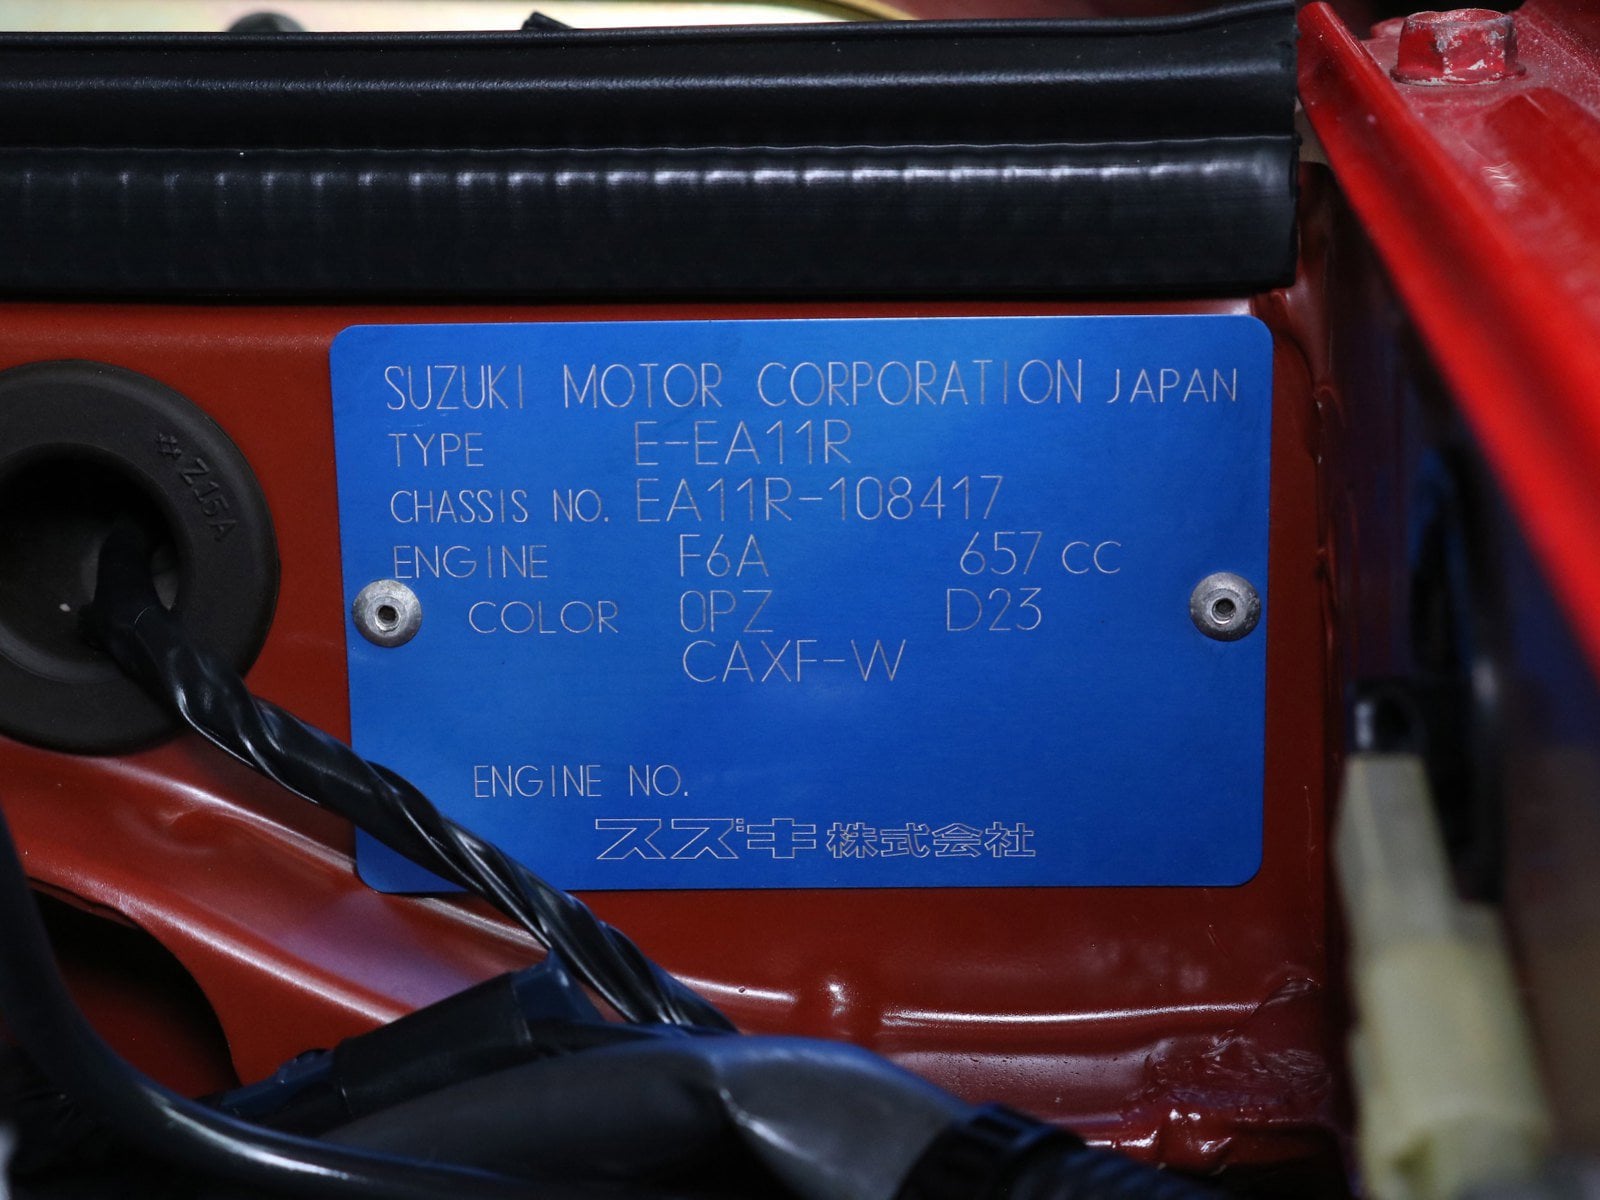 SUZUKI MOTOR CORPORATION JAPAN
TYPE E-EA11R
CHASSIS NO. EA11R-108417
ENGINE F6A 657 CC
COLOR 0PZ D23
CAXF-W
ENGINE NO.
スズキ株式会社
# Z15A